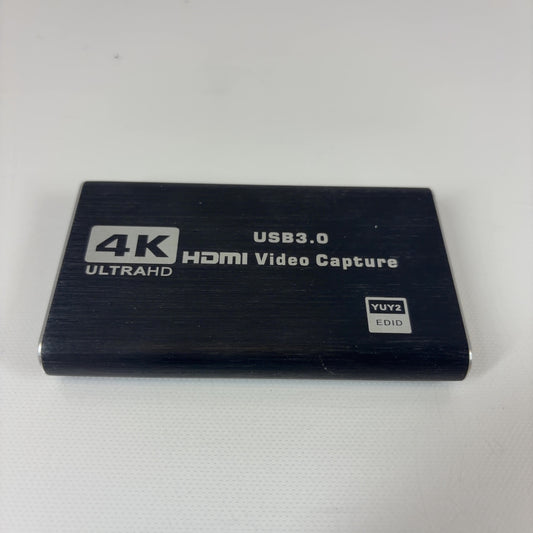 4K
ULTRAHD
USB3.0
HDMI Video Capture
YUY2
EDID